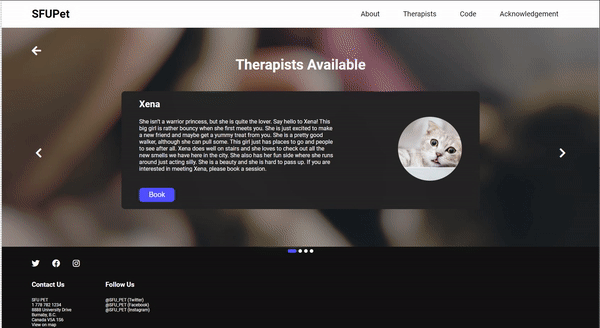 SFUPet
About
Therapists
Code
Acknowledgement
Therapists Available
Xena
She isn't a warrior princess, but she is quite the lover. Say hello to Xena! This
big girl is rather bouncy when she first meets you. She is just excited to make
a new friend and maybe get a yummy treat from you. She is a pretty good
walker, although she can pull some. This girl just has places to go and people
to see after all. Xena does well on stairs and she loves to check out all the
new smells we have here in the city. She also has her fun side where she runs
around just acting silly. She is a beauty and she is hard to pass up. If you are
interested in meeting Xena, please book a session.
Book
Contact Us
SFU PET
1 778 782 1234
8888 University Drive
Burnaby, B.C.
Canada V5A 1S6
View on map
Follow Us
@SFU_PET (Twitter)
@SFU_PET (Facebook)
@SFU_PET (Instagram)